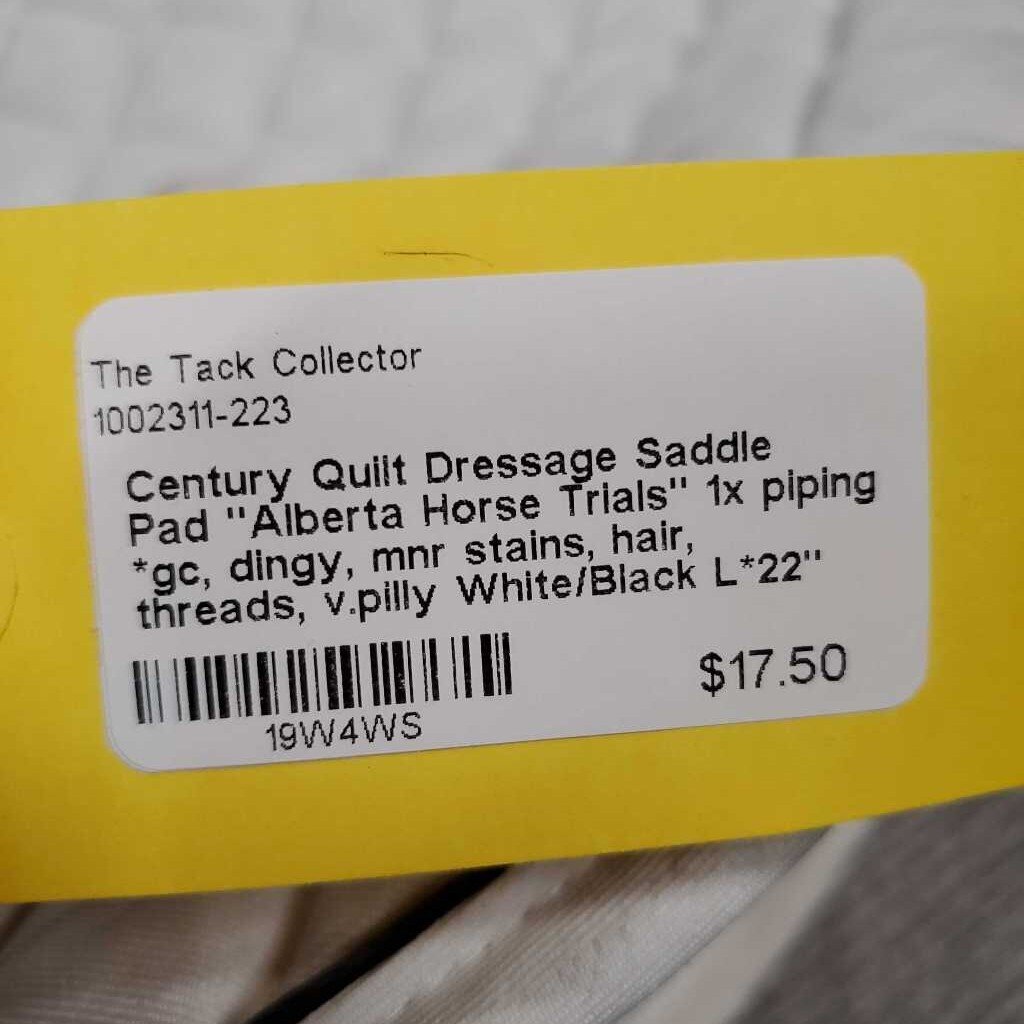 The Tack Collector
1002311-223
Century Quilt Dressage Saddle
Pad "Alberta Horse Trials" 1x piping
*gc, dingy, mnr stains, hair,
threads, v.pilly White/Black L*22"
$17.50
19W4WS